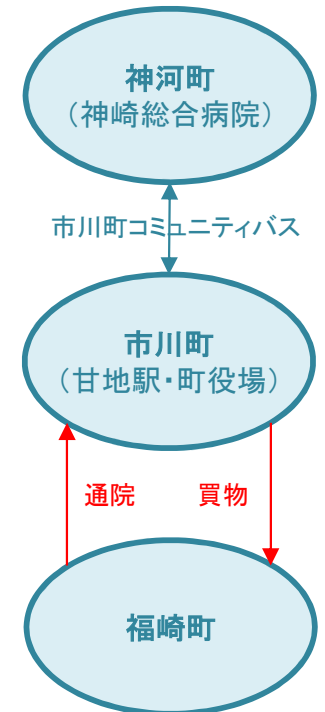 神河町
（神崎総合病院）
市川町コミュニティバス
市川町
（甘地駅・町役場）
通院 買物
福崎町